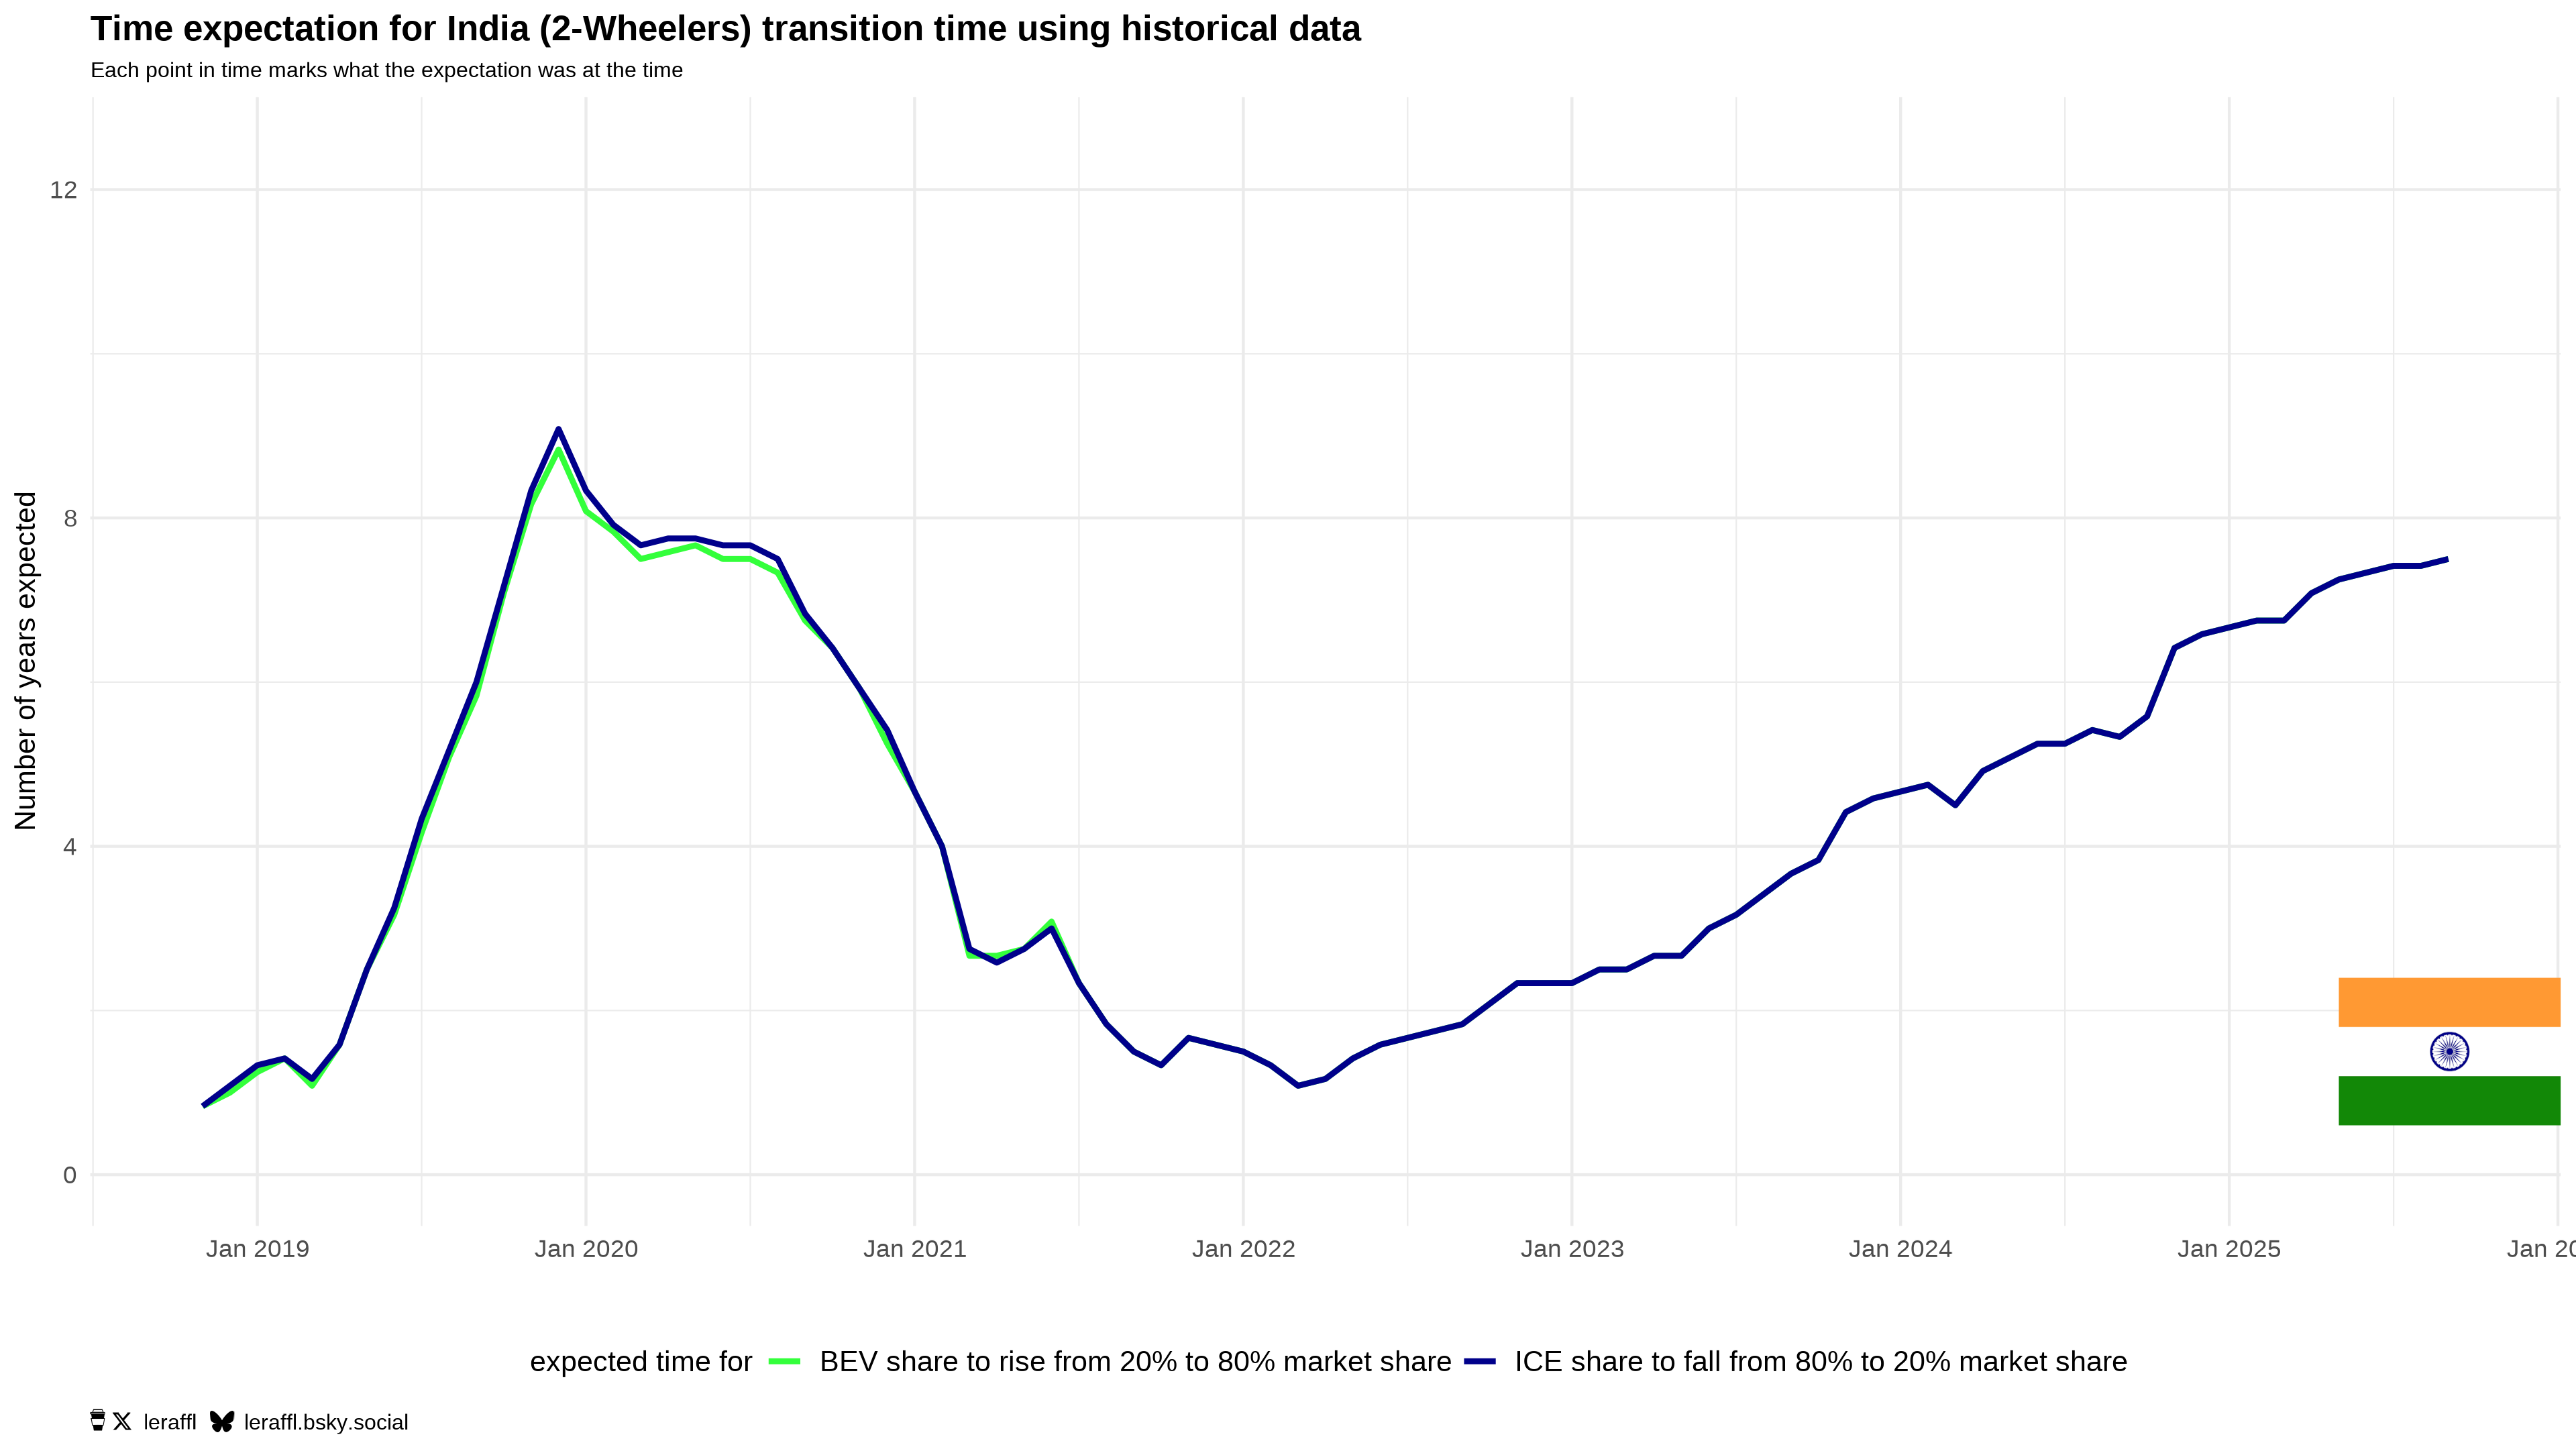 Time expectation for India (2-Wheelers) transition time using historical data
Each point in time marks what the expectation was at the time
Number of years expected
12
8
4
0
Jan 2019
Jan 2020
Jan 2021
Jan 2022
Jan 2023
Jan 2024
Jan 2025
Jan 20
expected time for
BEV share to rise from 20% to 80% market share
ICE share to fall from 80% to 20% market share
leraffl
leraffl.bsky.social